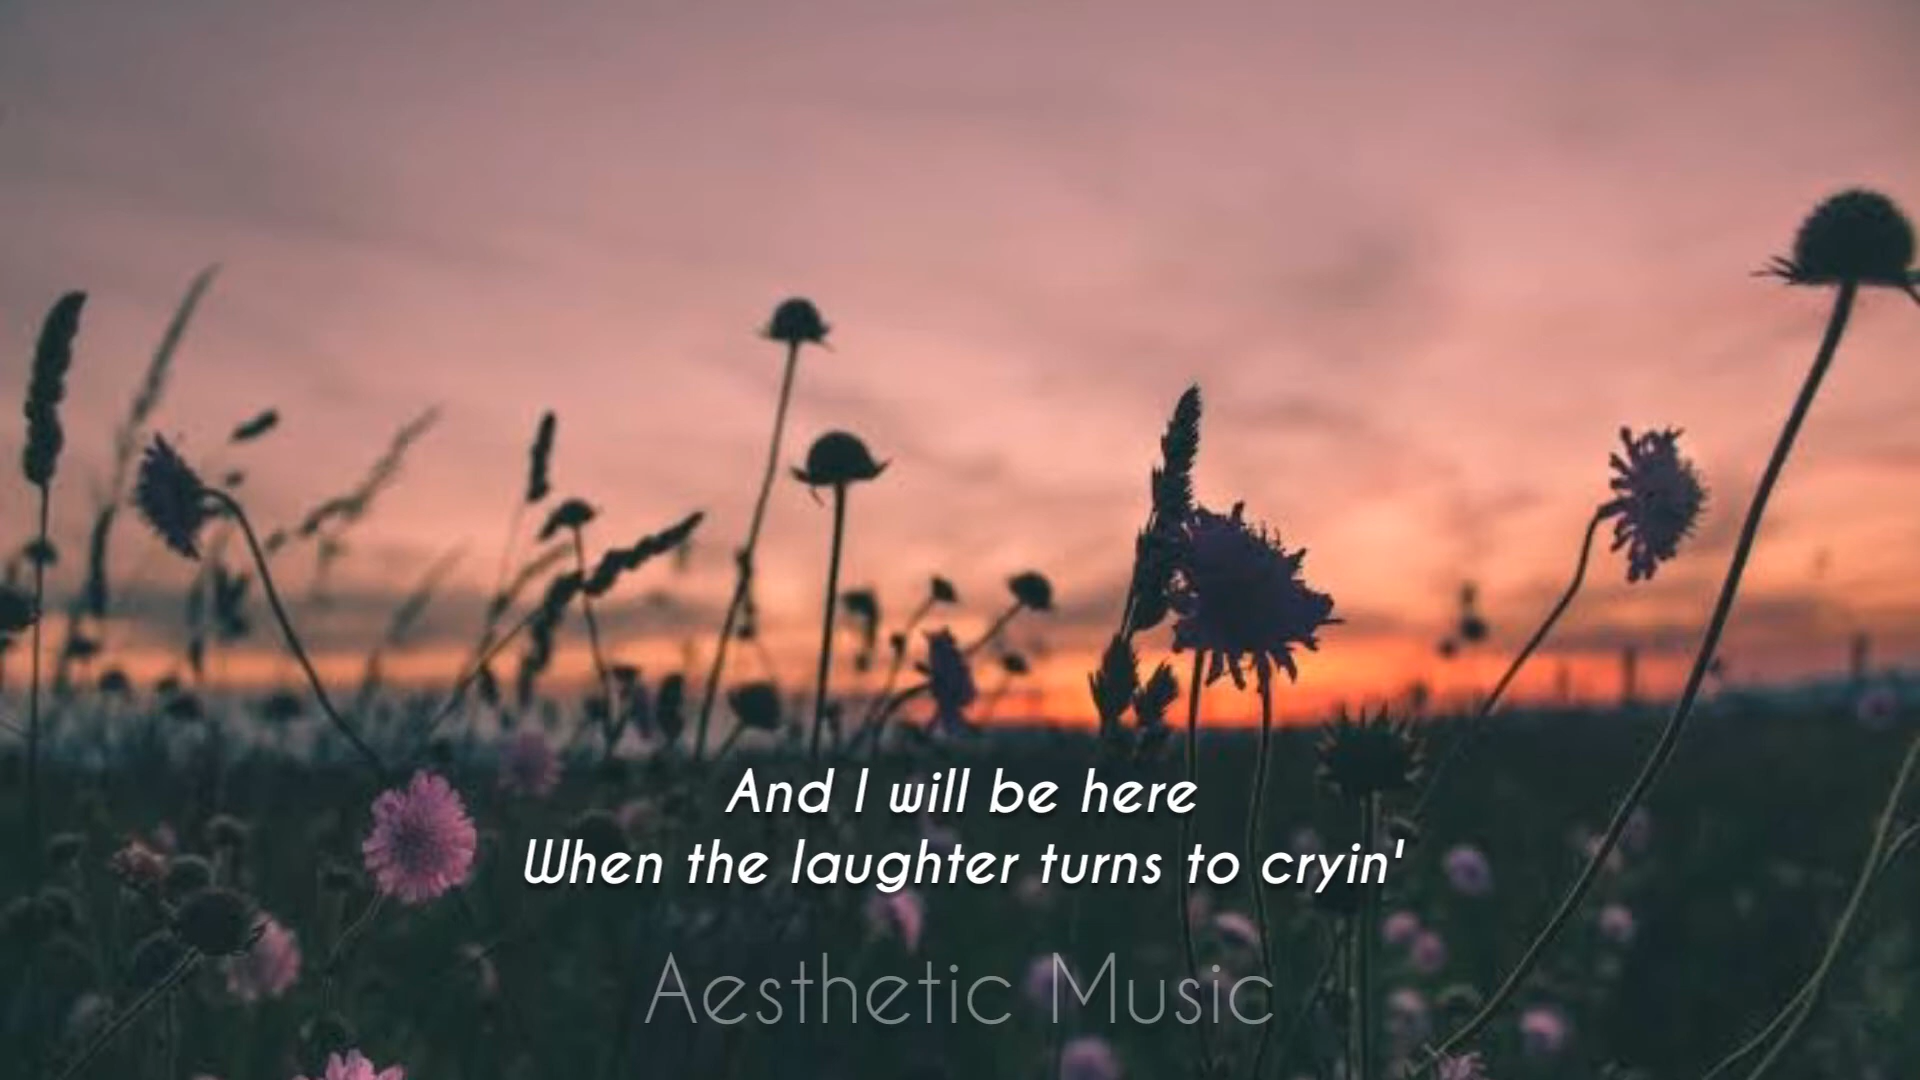 And I will be here
When the laughter turns to cryin'
Aesthetic Music